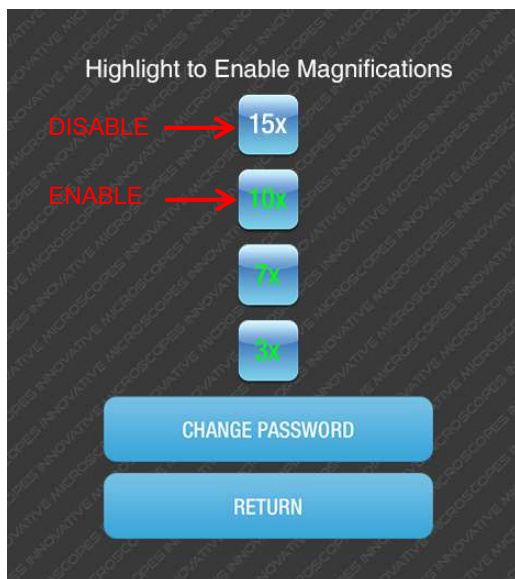 Highlight to Enable Magnifications
DISABLE 15x
ENABLE 10x
7x
3x
CHANGE PASSWORD
RETURN